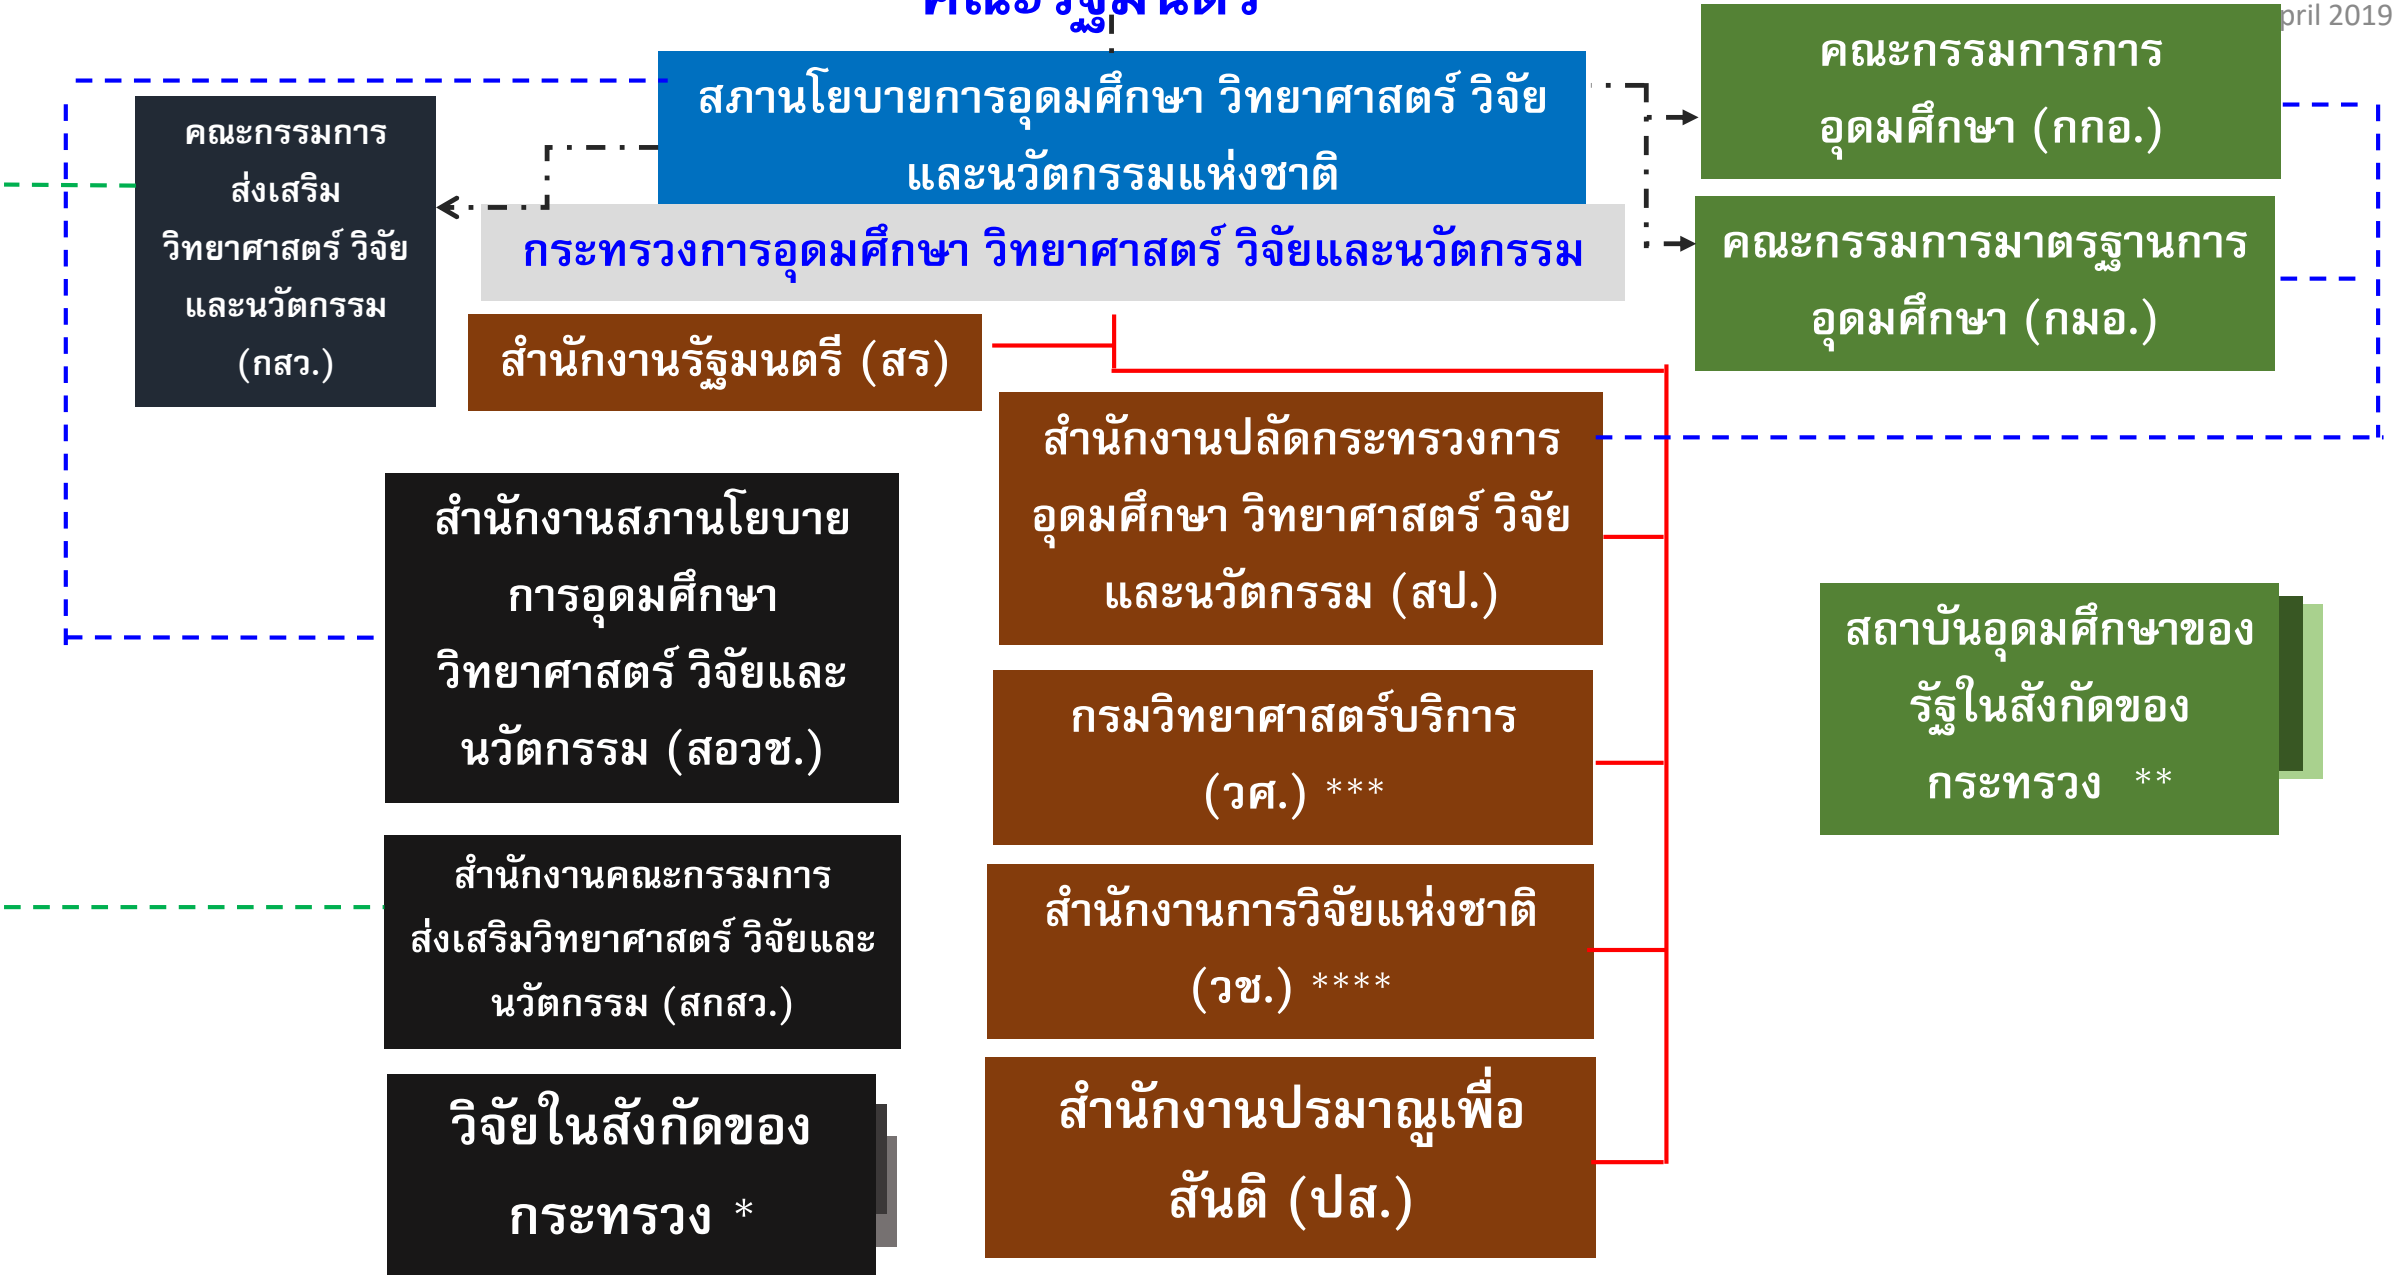 คณะรัฐมนตรี
pril 2019
สภานโยบายการอุดมศึกษา วิทยาศาสตร์ วิจัย
และนวัตกรรมแห่งชาติ
คณะกรรมการการ
อุดมศึกษา (กกอ.)
คณะกรรมการ
ส่งเสริม
วิทยาศาสตร์ วิจัย
และนวัตกรรม
(กสว.)
กระทรวงการอุดมศึกษา วิทยาศาสตร์ วิจัยและนวัตกรรม
คณะกรรมการมาตรฐานการ
อุดมศึกษา (กมอ.)
สำนักงานรัฐมนตรี (สร)
สำนักงานปลัดกระทรวงการ
อุดมศึกษา วิทยาศาสตร์ วิจัย
และนวัตกรรม (สป.)
สำนักงานสภานโยบาย
การอุดมศึกษา
วิทยาศาสตร์ วิจัยและ
นวัตกรรม (สอวช.)
สถาบันอุดมศึกษาของ
รัฐในสังกัดของ
กระทรวง **
กรมวิทยาศาสตร์บริการ
(วศ.) ***
สำนักงานคณะกรรมการ
ส่งเสริมวิทยาศาสตร์ วิจัยและ
นวัตกรรม (สกสว.)
สำนักงานการวิจัยแห่งชาติ
(วช.) ****
วิจัยในสังกัดของ
กระทรวง *
สำนักงานปรมาณูเพื่อ
สันติ (ปส.)